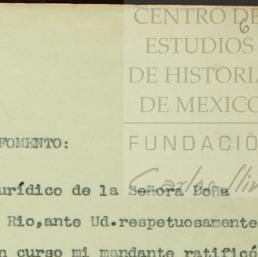 CENTRO DE
ESTUDIOS
DE HISTORIA
DE MEXICO
FUNDACIÓ
6
FOMENTO:
urídico de la Señora Doña
Rio,ante Ud.respetuosamente
n curso mi mandante ratificó